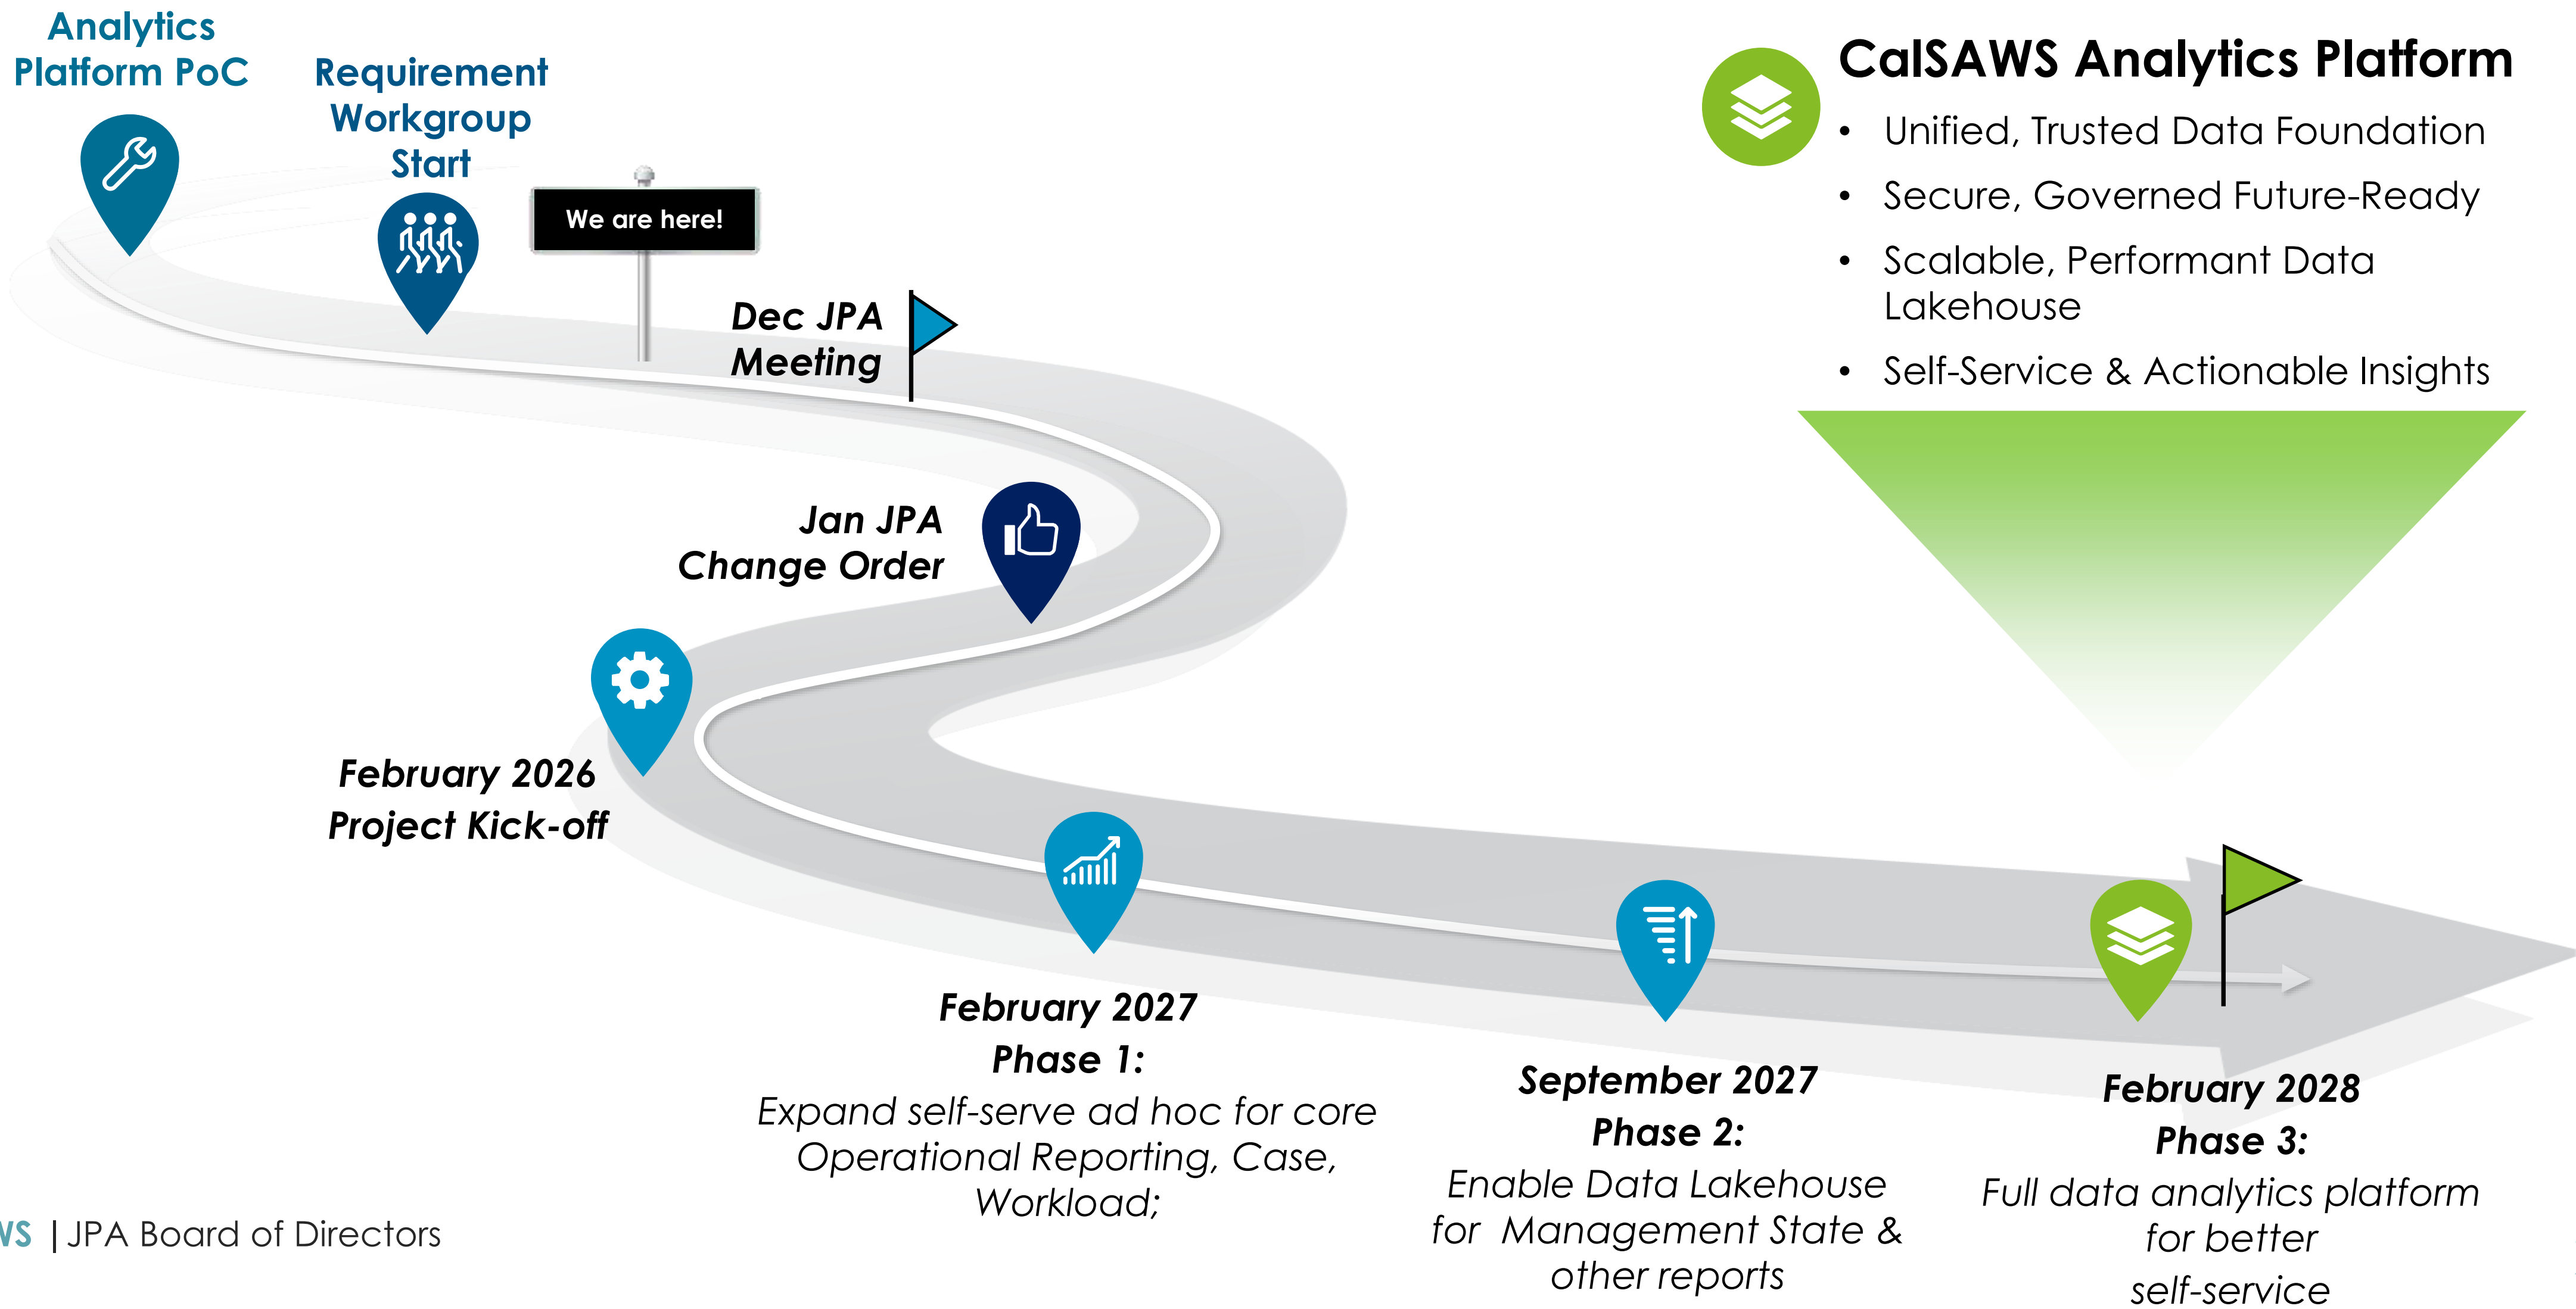 Analytics
Platform PoC
Requirement
Workgroup
Start
We are here!
Dec JPA
Meeting
Jan JPA
Change Order
February 2026
Project Kick-off
February 2027
Phase 1:
Expand self-serve ad hoc for core
Operational Reporting, Case,
Workload;
September 2027
Phase 2:
Enable Data Lakehouse
for Management State &
other reports
February 2028
Phase 3:
Full data analytics platform
for better
self-service
CalSAWS Analytics Platform
• Unified, Trusted Data Foundation
• Secure, Governed Future-Ready
• Scalable, Performant Data
Lakehouse
• Self-Service & Actionable Insights
WS | JPA Board of Directors